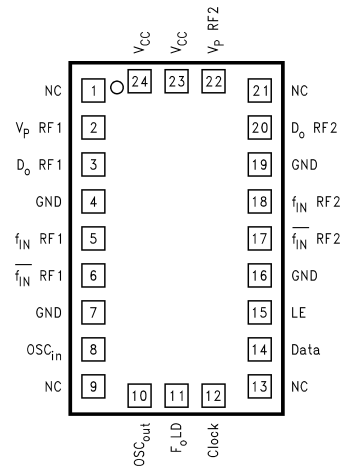 V_CC V_CC V_P RF2
24 23 22
NC 1 21 NC
V_P RF1 2 20 D_o RF2
D_o RF1 3 19 GND
GND 4 18 f_IN RF2
f_IN RF1 5 17 f̅_I̅N̅ RF2
f̅_I̅N̅ RF1 6 16 GND
GND 7 15 LE
OSC_in 8 14 Data
NC 9 13 NC
10 11 12
OSC_out F_oLD Clock